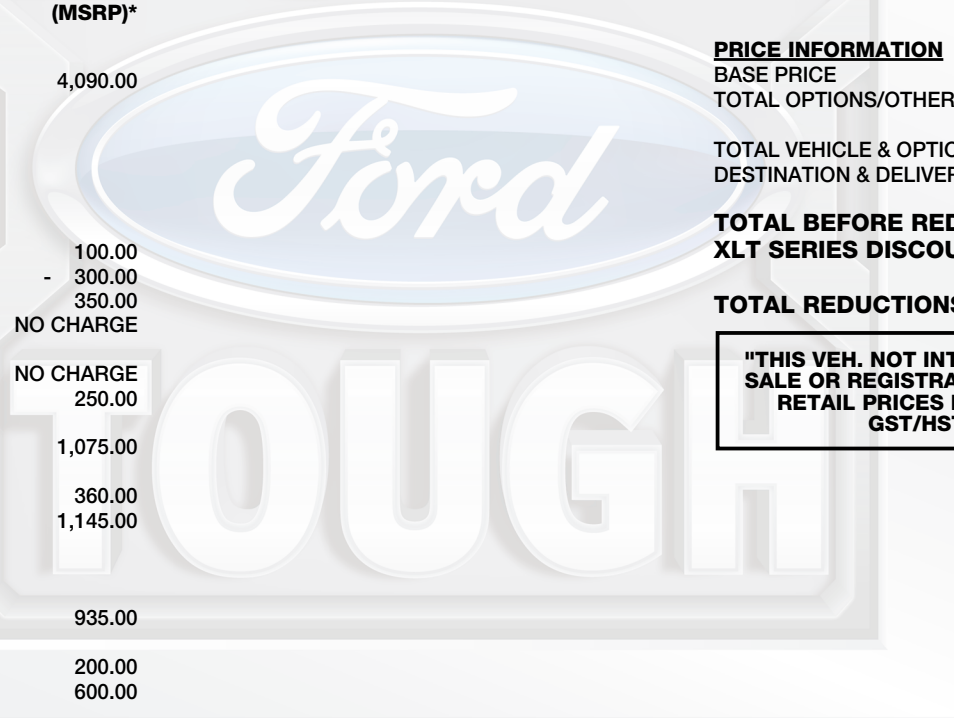 (MSRP)*
4,090.00
100.00
- 300.00
350.00
NO CHARGE
NO CHARGE
250.00
1,075.00
360.00
1,145.00
935.00
200.00
600.00
PRICE INFORMATION
BASE PRICE
TOTAL OPTIONS/OTHER
TOTAL VEHICLE & OPTIO
DESTINATION & DELIVER
TOTAL BEFORE RED
XLT SERIES DISCOU
TOTAL REDUCTIONS
"THIS VEH. NOT INT
SALE OR REGISTRA
RETAIL PRICES
GST/HST
Ford
TOUGH